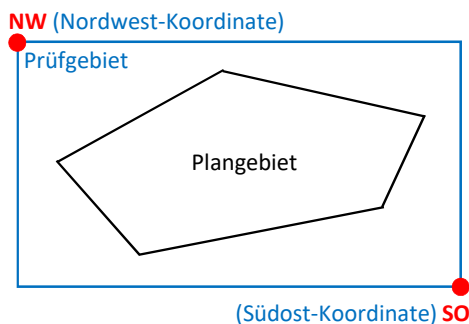 NW (Nordwest-Koordinate)
Prüfgebiet
Plangebiet
(Südost-Koordinate) SO